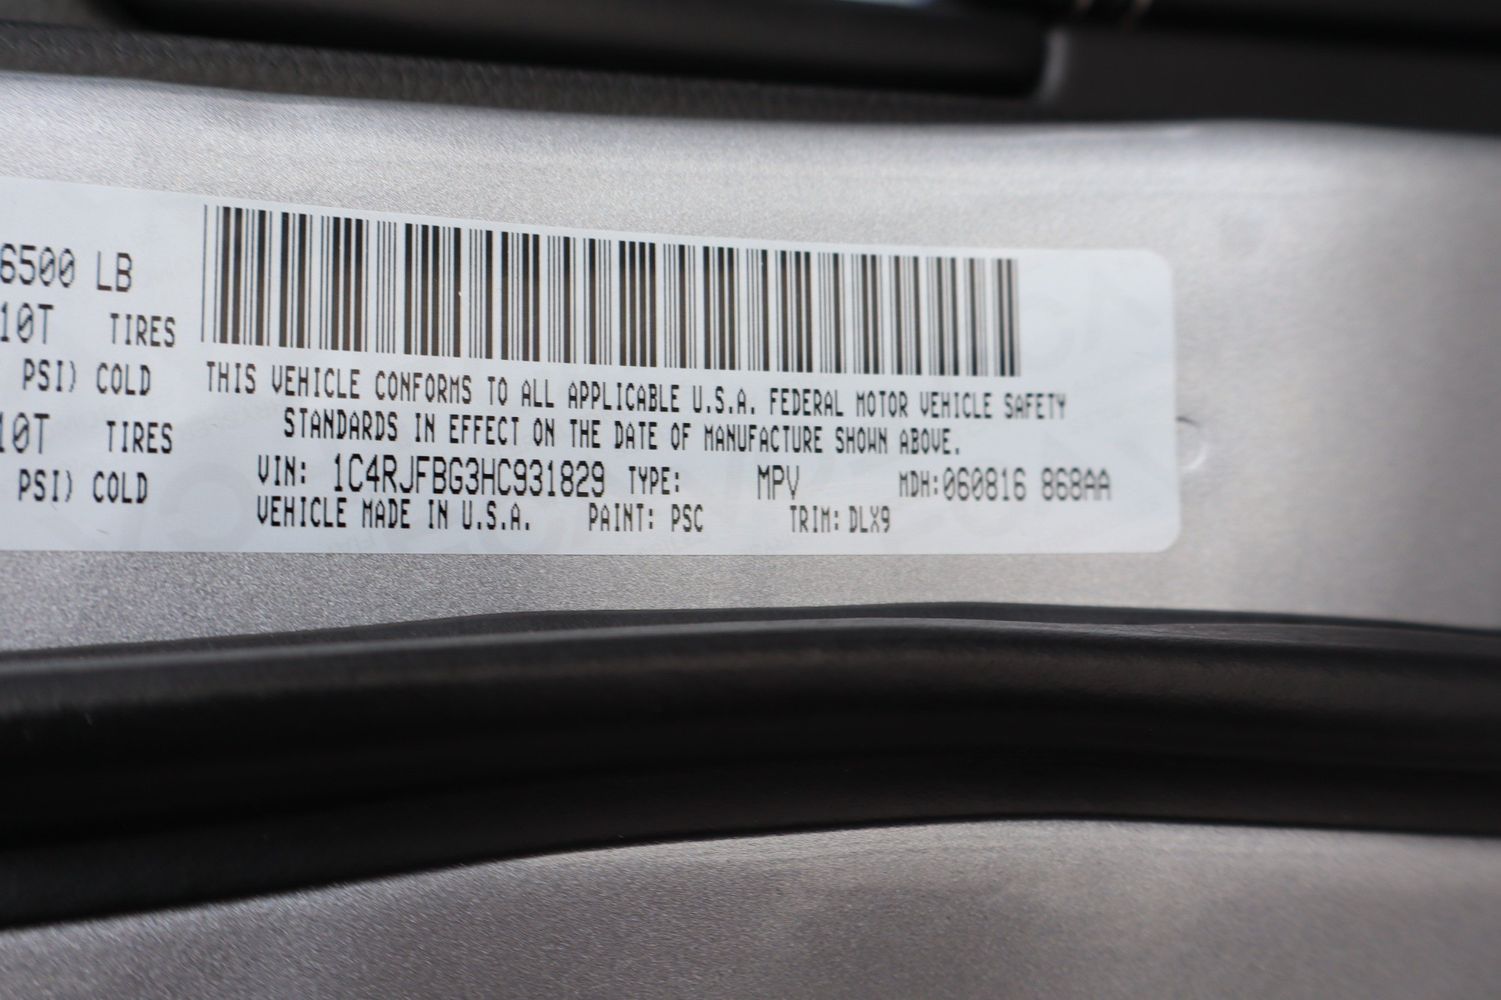 6500 LB
10T TIRES
PSI) COLD
10T TIRES
PSI) COLD
THIS VEHICLE CONFORMS TO ALL APPLICABLE U.S.A. FEDERAL MOTOR VEHICLE SAFETY
STANDARDS IN EFFECT ON THE DATE OF MANUFACTURE SHOWN ABOVE.
VIN: 1C4RJFBG3HC931829 TYPE: MPV MDH:060816 868AA
VEHICLE MADE IN U.S.A. PAINT: PSC TRIM: DLX9